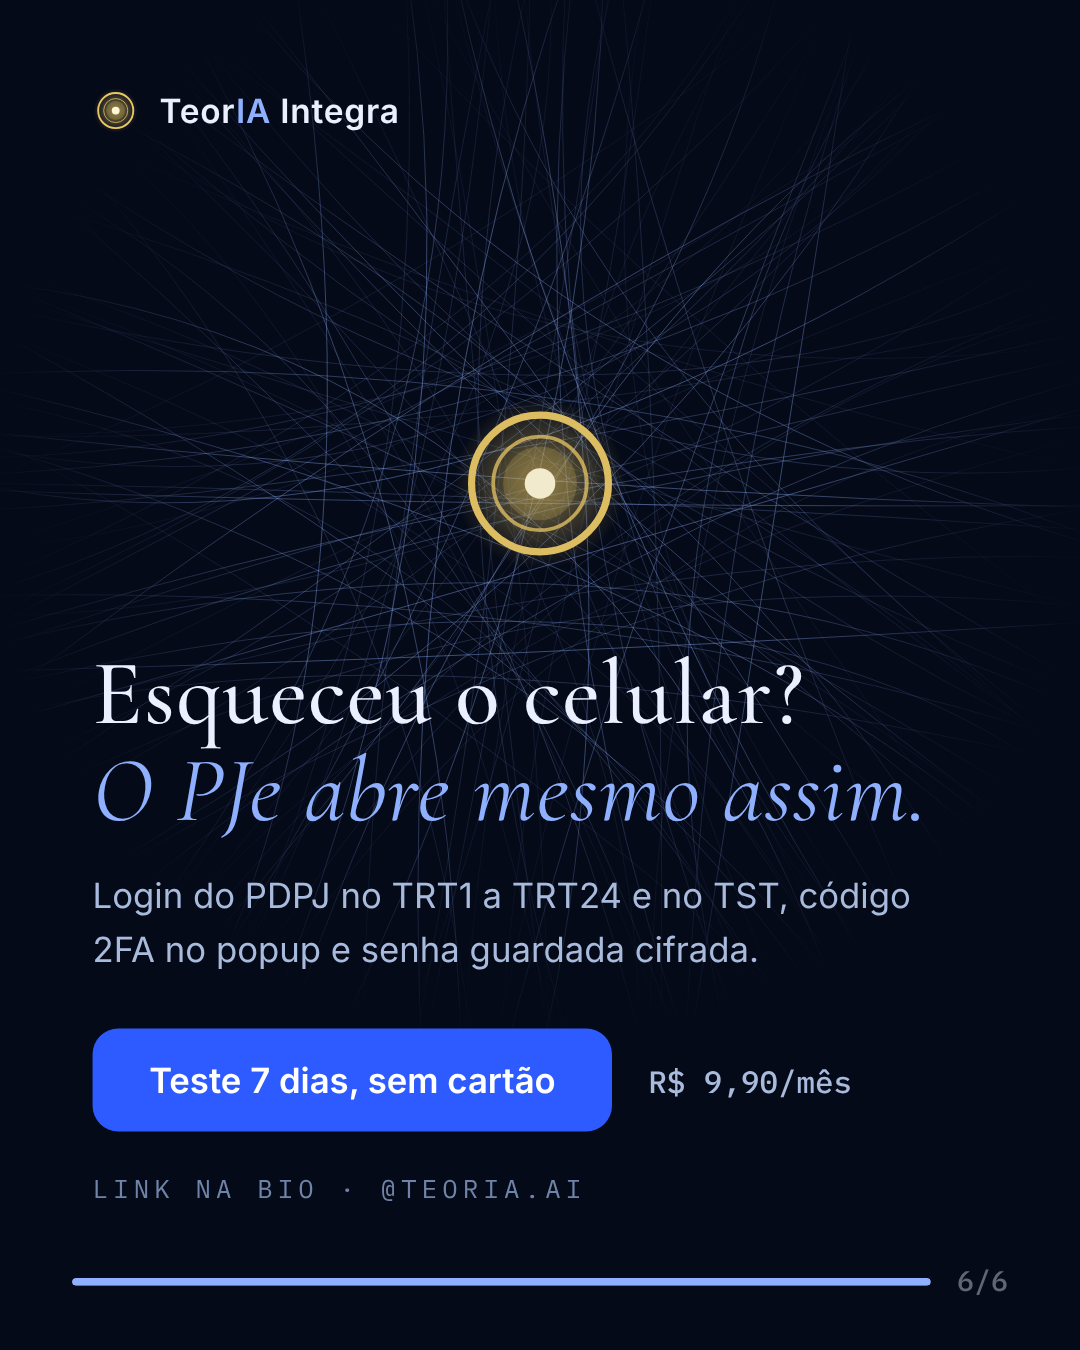 TeorIA Integra
Esqueceu o celular?
O PJe abre mesmo assim.
Login do PDPJ no TRT1 a TRT24 e no TST, código
2FA no popup e senha guardada cifrada.
Teste 7 dias, sem cartão
R$ 9,90/mês
LINK NA BIO · @TEORIA.AI
6/6